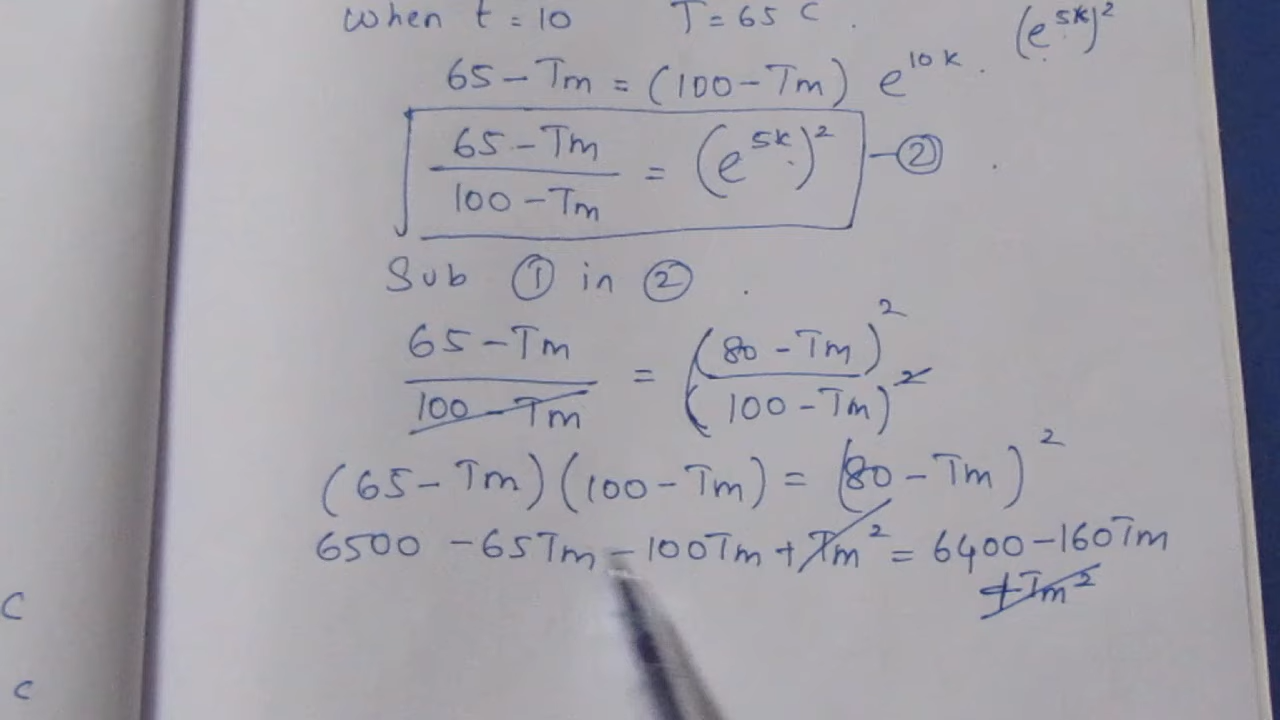 when t = 10 T = 65 C . (e^5k)^2
65 - Tm = (100 - Tm) e^10k .
65 - Tm / 100 - Tm = (e^5k)^2 - ②
Sub ① in ② .
65 - Tm / 100 - Tm = (80 - Tm)^2 / (100 - Tm)^2
(65 - Tm)(100 - Tm) = (80 - Tm)^2
6500 - 65Tm - 100Tm + Tm^2 = 6400 - 160Tm
+ Tm^2
C
C